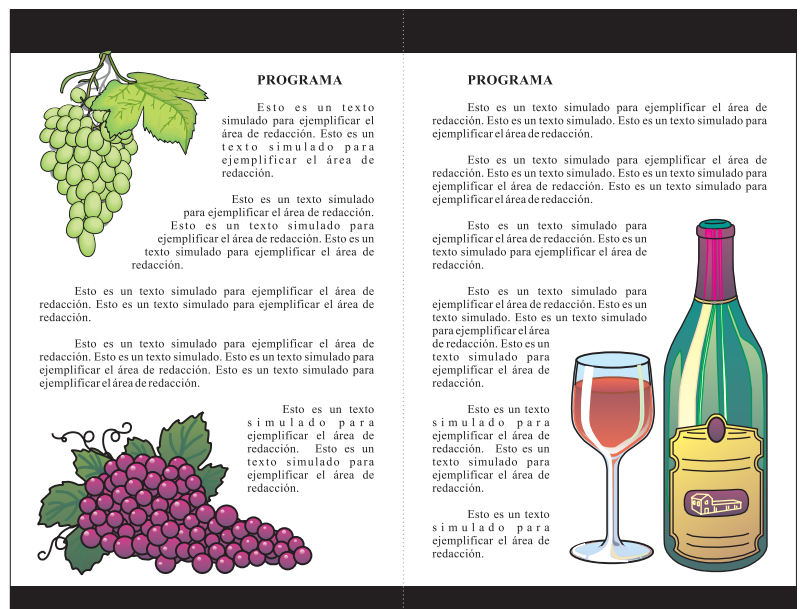 PROGRAMA
Esto es un texto
simulado para ejemplificar el
área de redacción. Esto es un
texto simulado para
ejemplificar el área de
redacción.
Esto es un texto simulado
para ejemplificar el área de redacción.
Esto es un texto simulado para
ejemplificar el área de redacción. Esto es un
texto simulado para ejemplificar el área de
redacción.
Esto es un texto simulado para ejemplificar el área de
redacción. Esto es un texto simulado para ejemplificar el área de
redacción.
Esto es un texto simulado para ejemplificar el área de
redacción. Esto es un texto simulado. Esto es un texto simulado para
ejemplificar el área de redacción. Esto es un texto simulado para
ejemplificar el área de redacción.
Esto es un texto
simulado para
ejemplificar el área de
redacción. Esto es un
texto simulado para
ejemplificar el área de
redacción.
PROGRAMA
Esto es un texto simulado para ejemplificar el área de
redacción. Esto es un texto simulado. Esto es un texto simulado para
ejemplificar el área de redacción.
Esto es un texto simulado para ejemplificar el área de
redacción. Esto es un texto simulado. Esto es un texto simulado para
ejemplificar el área de redacción. Esto es un texto simulado para
ejemplificar el área de redacción.
Esto es un texto simulado para
ejemplificar el área de redacción. Esto es un
texto simulado para ejemplificar el área de
redacción.
Esto es un texto simulado para
ejemplificar el área de redacción. Esto es un
texto simulado. Esto es un texto simulado
para ejemplificar el área
de redacción. Esto es un
texto simulado para
ejemplificar el área de
redacción.
Esto es un texto
simulado para
ejemplificar el área de
redacción. Esto es un
texto simulado para
ejemplificar el área de
redacción.
Esto es un texto
simulado para
ejemplificar el área de
redacción.